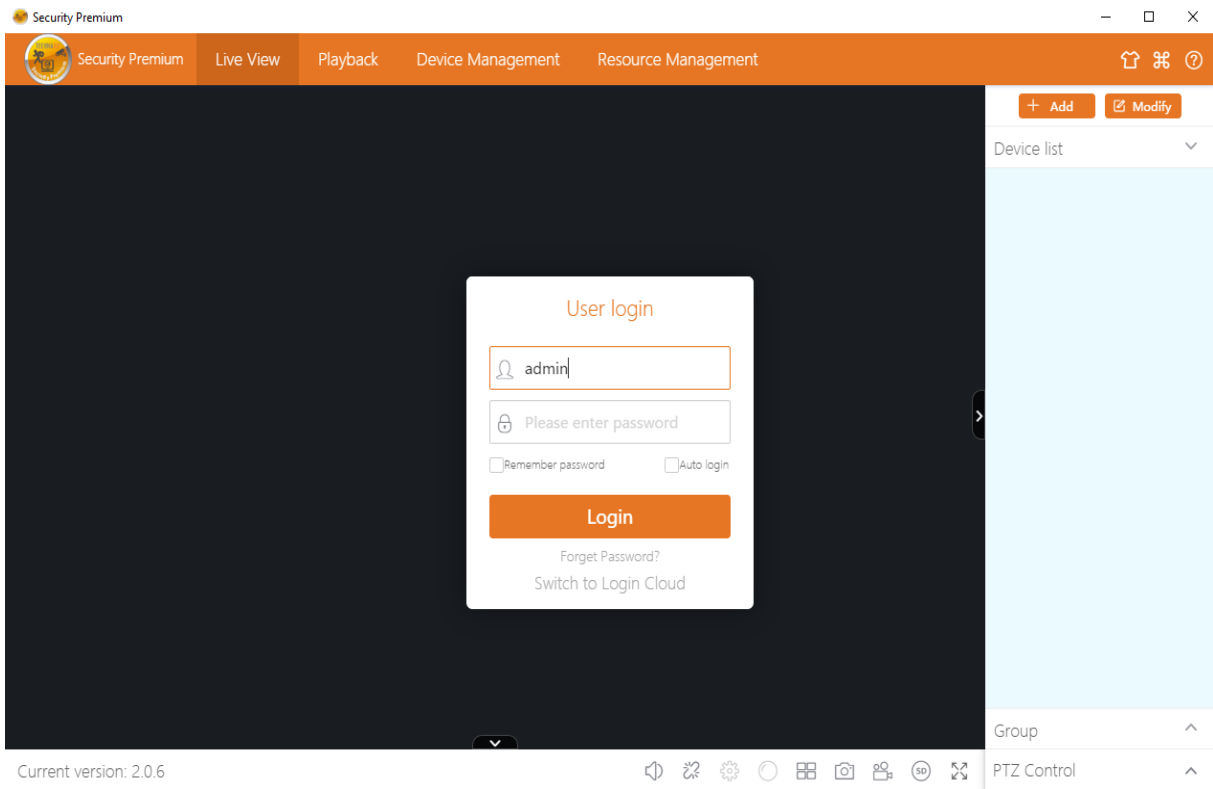 Security Premium
Security Premium Live View Playback Device Management Resource Management
Add Modify
Device list
User login
admin
Please enter password
Remember password Auto login
Login
Forget Password?
Switch to Login Cloud
Group
Current version: 2.0.6 SD PTZ Control